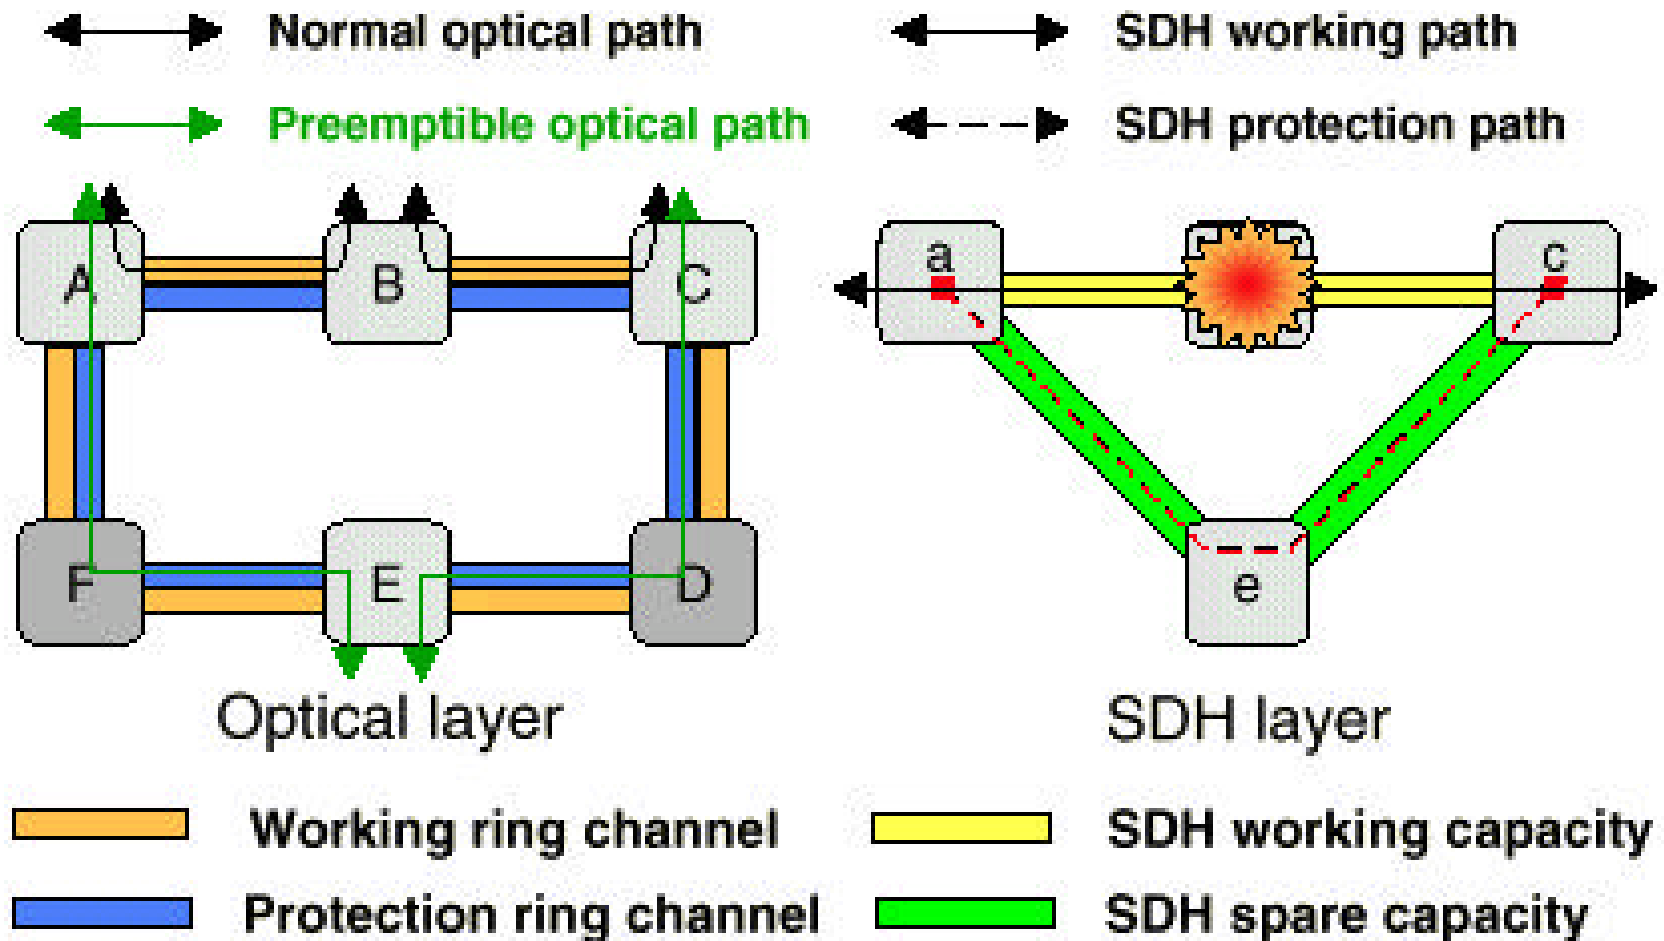 Normal optical path
SDH working path
Preemptible optical path
SDH protection path
A
B
C
a
c
F
E
D
e
Optical layer
SDH layer
Working ring channel
SDH working capacity
Protection ring channel
SDH spare capacity